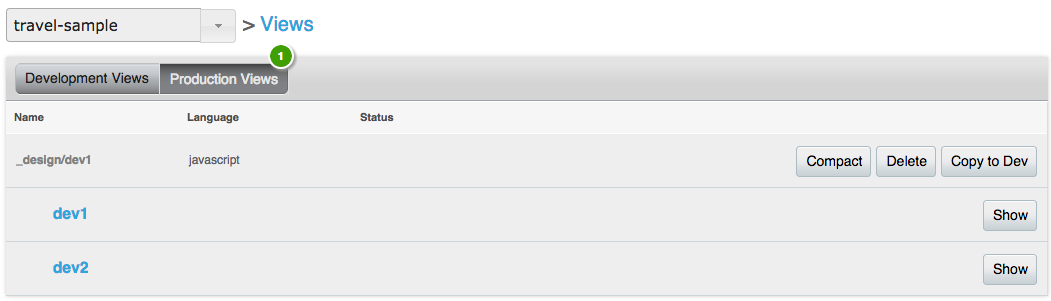 travel-sample > Views
1
Development Views Production Views
Name Language Status
_design/dev1 javascript Compact Delete Copy to Dev
dev1 Show
dev2 Show